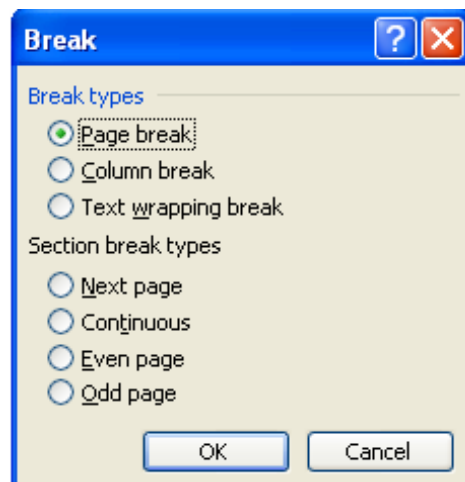 Break ?
Break types
Page break
Column break
Text wrapping break
Section break types
Next page
Continuous
Even page
Odd page
OK Cancel